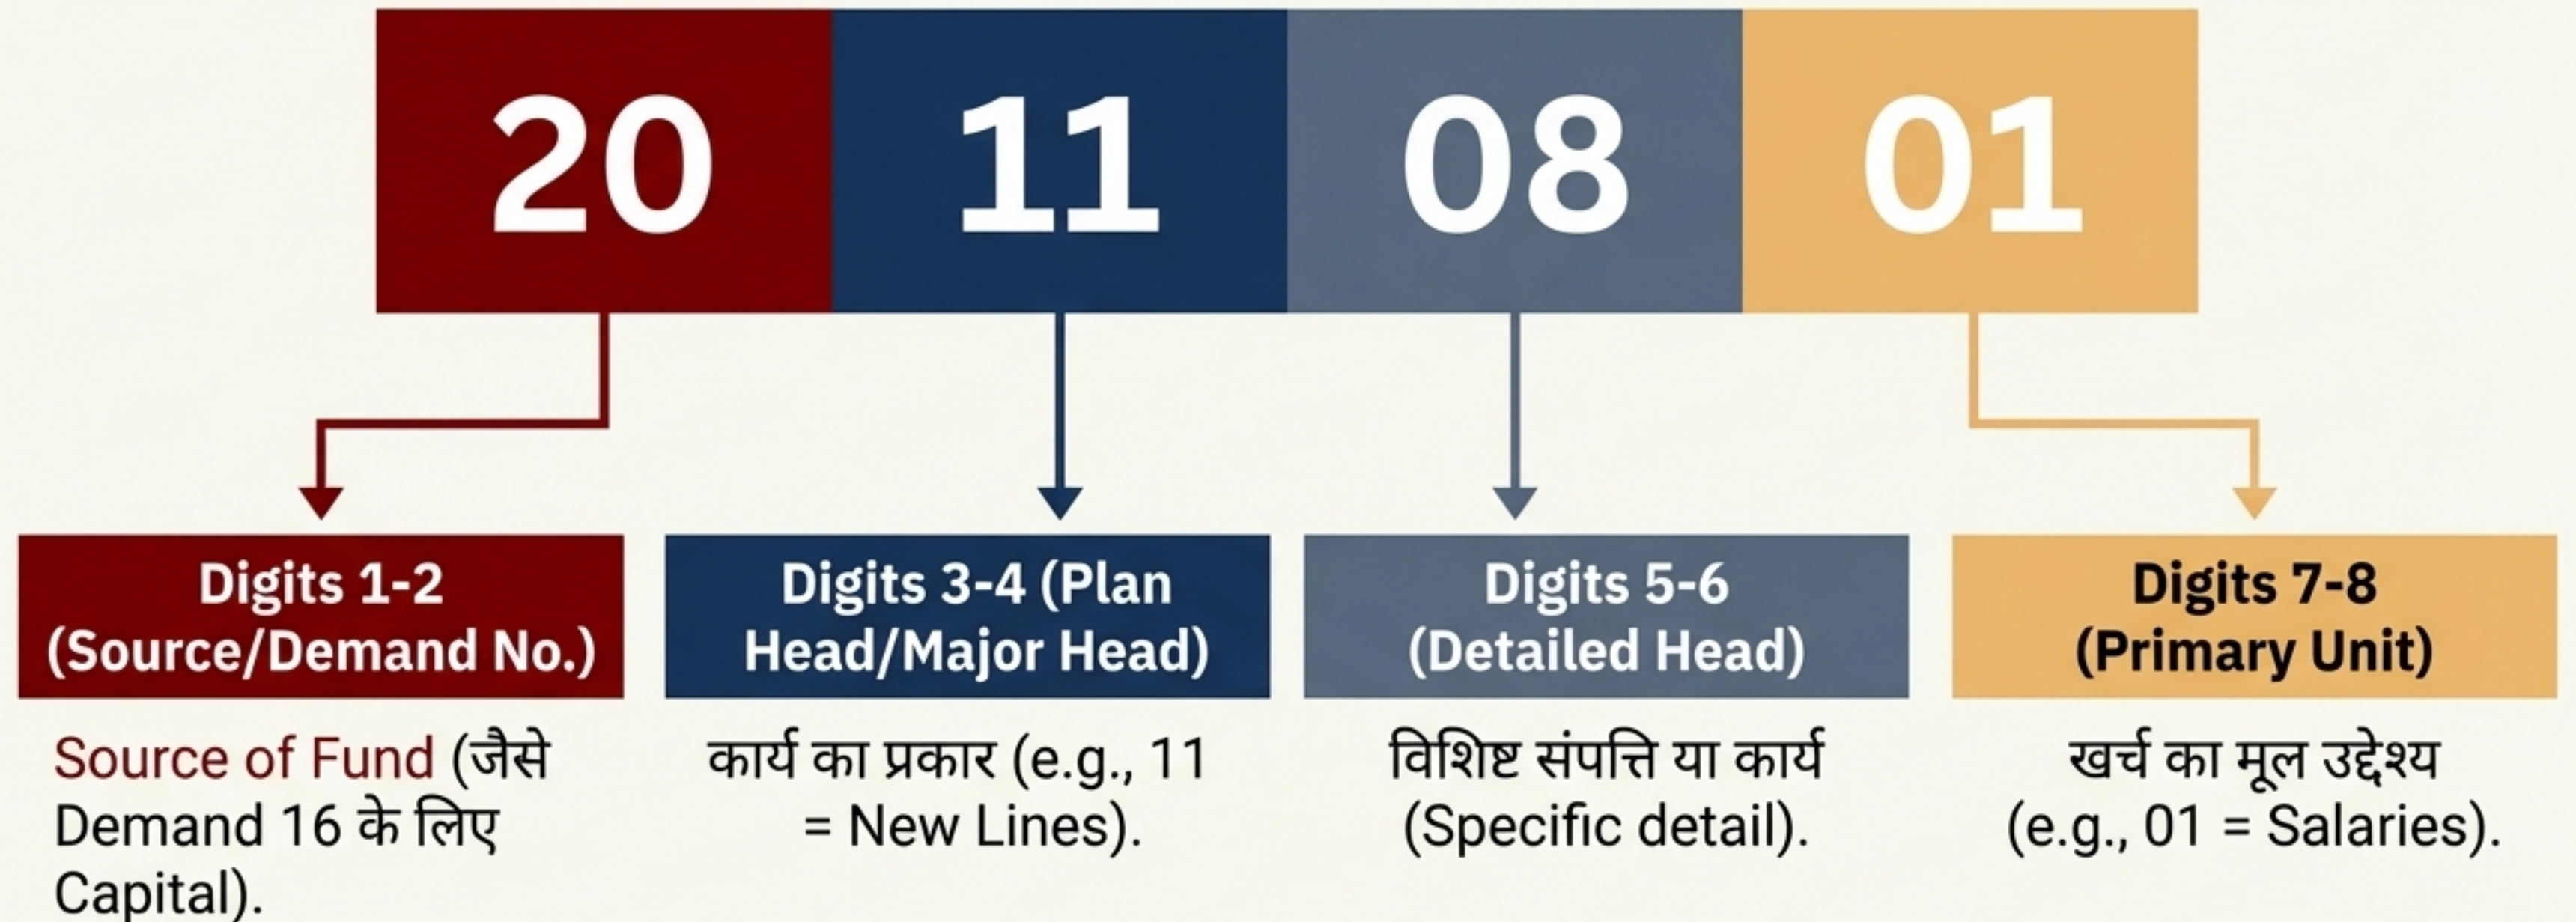 20 11 08 01
Digits 1-2
(Source/Demand No.)
Source of Fund (जैसे
Demand 16 के लिए
Capital).
Digits 3-4 (Plan
Head/Major Head)
कार्य का प्रकार (e.g., 11
= New Lines).
Digits 5-6
(Detailed Head)
विशिष्ट संपत्ति या कार्य
(Specific detail).
Digits 7-8
(Primary Unit)
खर्च का मूल उद्देश्य
(e.g., 01 = Salaries).